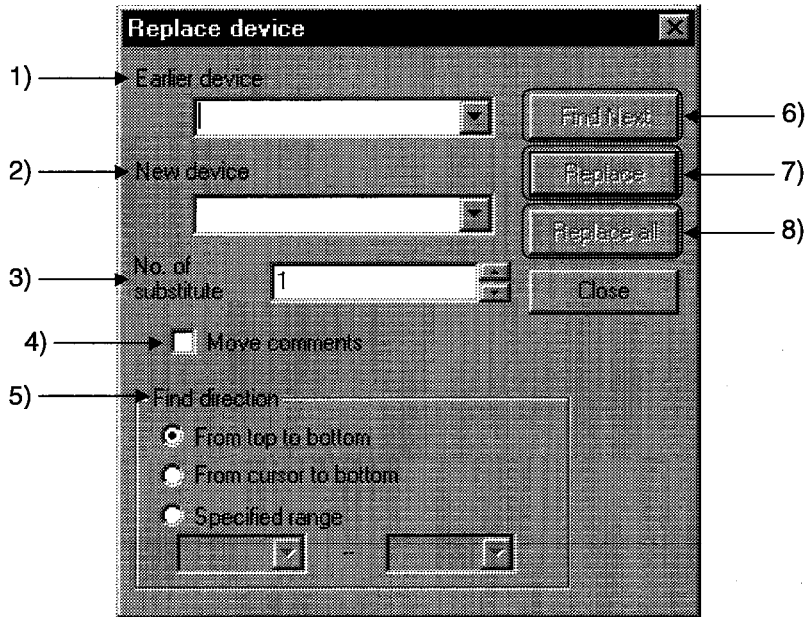 Replace device
1) Earlier device
Find Next 6)
2) New device
Replace 7)
Replace all 8)
3) No. of
substitute
1
Close
4) Move comments
5) Find direction
From top to bottom
From cursor to bottom
Specified range
--